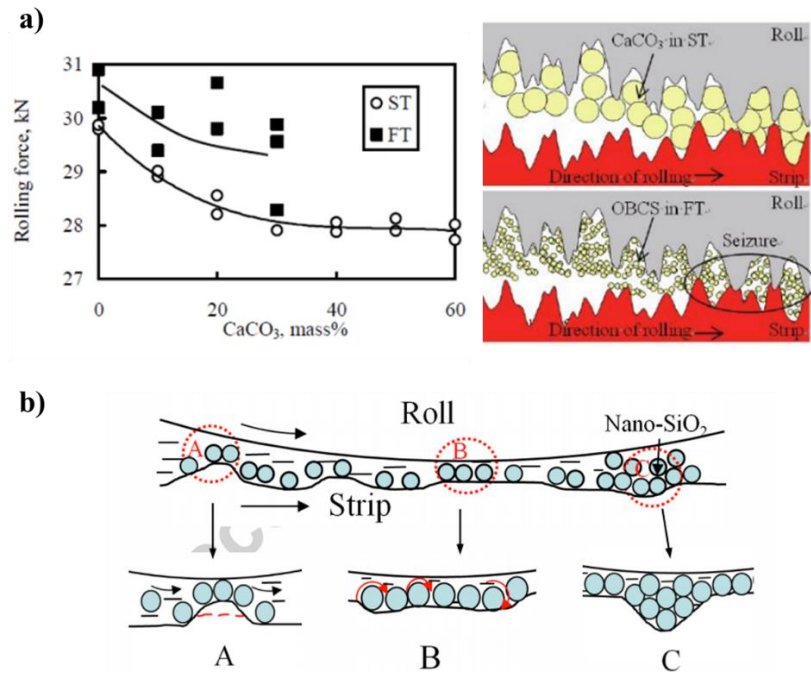 a)
31
30
29
28
27
Rolling force, kN
ST
FT
0
20
40
60
CaCO₃, mass%
CaCO₃ in ST
Roll
Direction of rolling
Strip
OBCS in FT
Roll
Seizure
Direction of rolling
Strip
b)
Roll
Nano-SiO₂
A
B
C
Strip
A
B
C